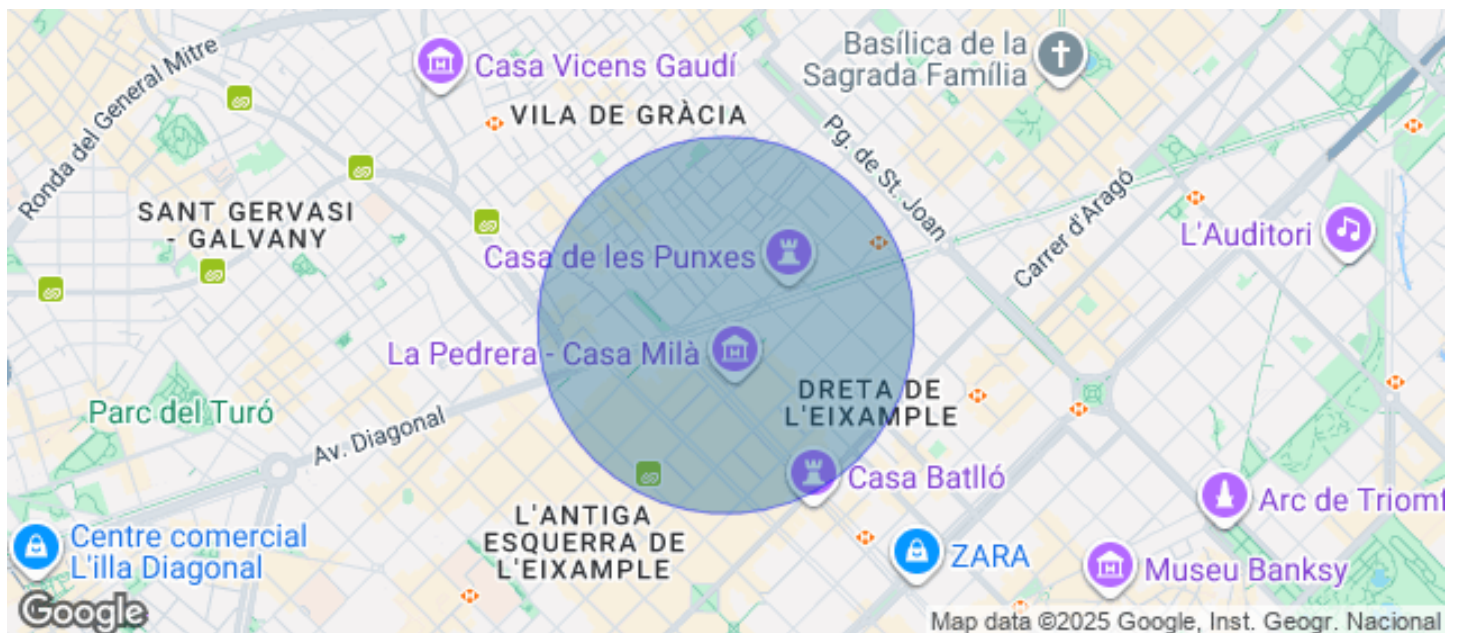 Ronda del General Mitre
Casa Vicens Gaudí
Basílica de la
Sagrada Família
VILA DE GRÀCIA
Pg. de St. Joan
SANT GERVASI
- GALVANY
Carrer d'Aragó
L'Auditori
Casa de les Punxes
La Pedrera - Casa Milà
DRETA DE
L'EIXAMPLE
Parc del Turó
Av. Diagonal
Casa Batlló
Arc de Triomf
L'ANTIGA
ESQUERRA DE
L'EIXAMPLE
Centre comercial
L'illa Diagonal
ZARA
Museu Banksy
Google
Map data ©2025 Google, Inst. Geogr. Nacional